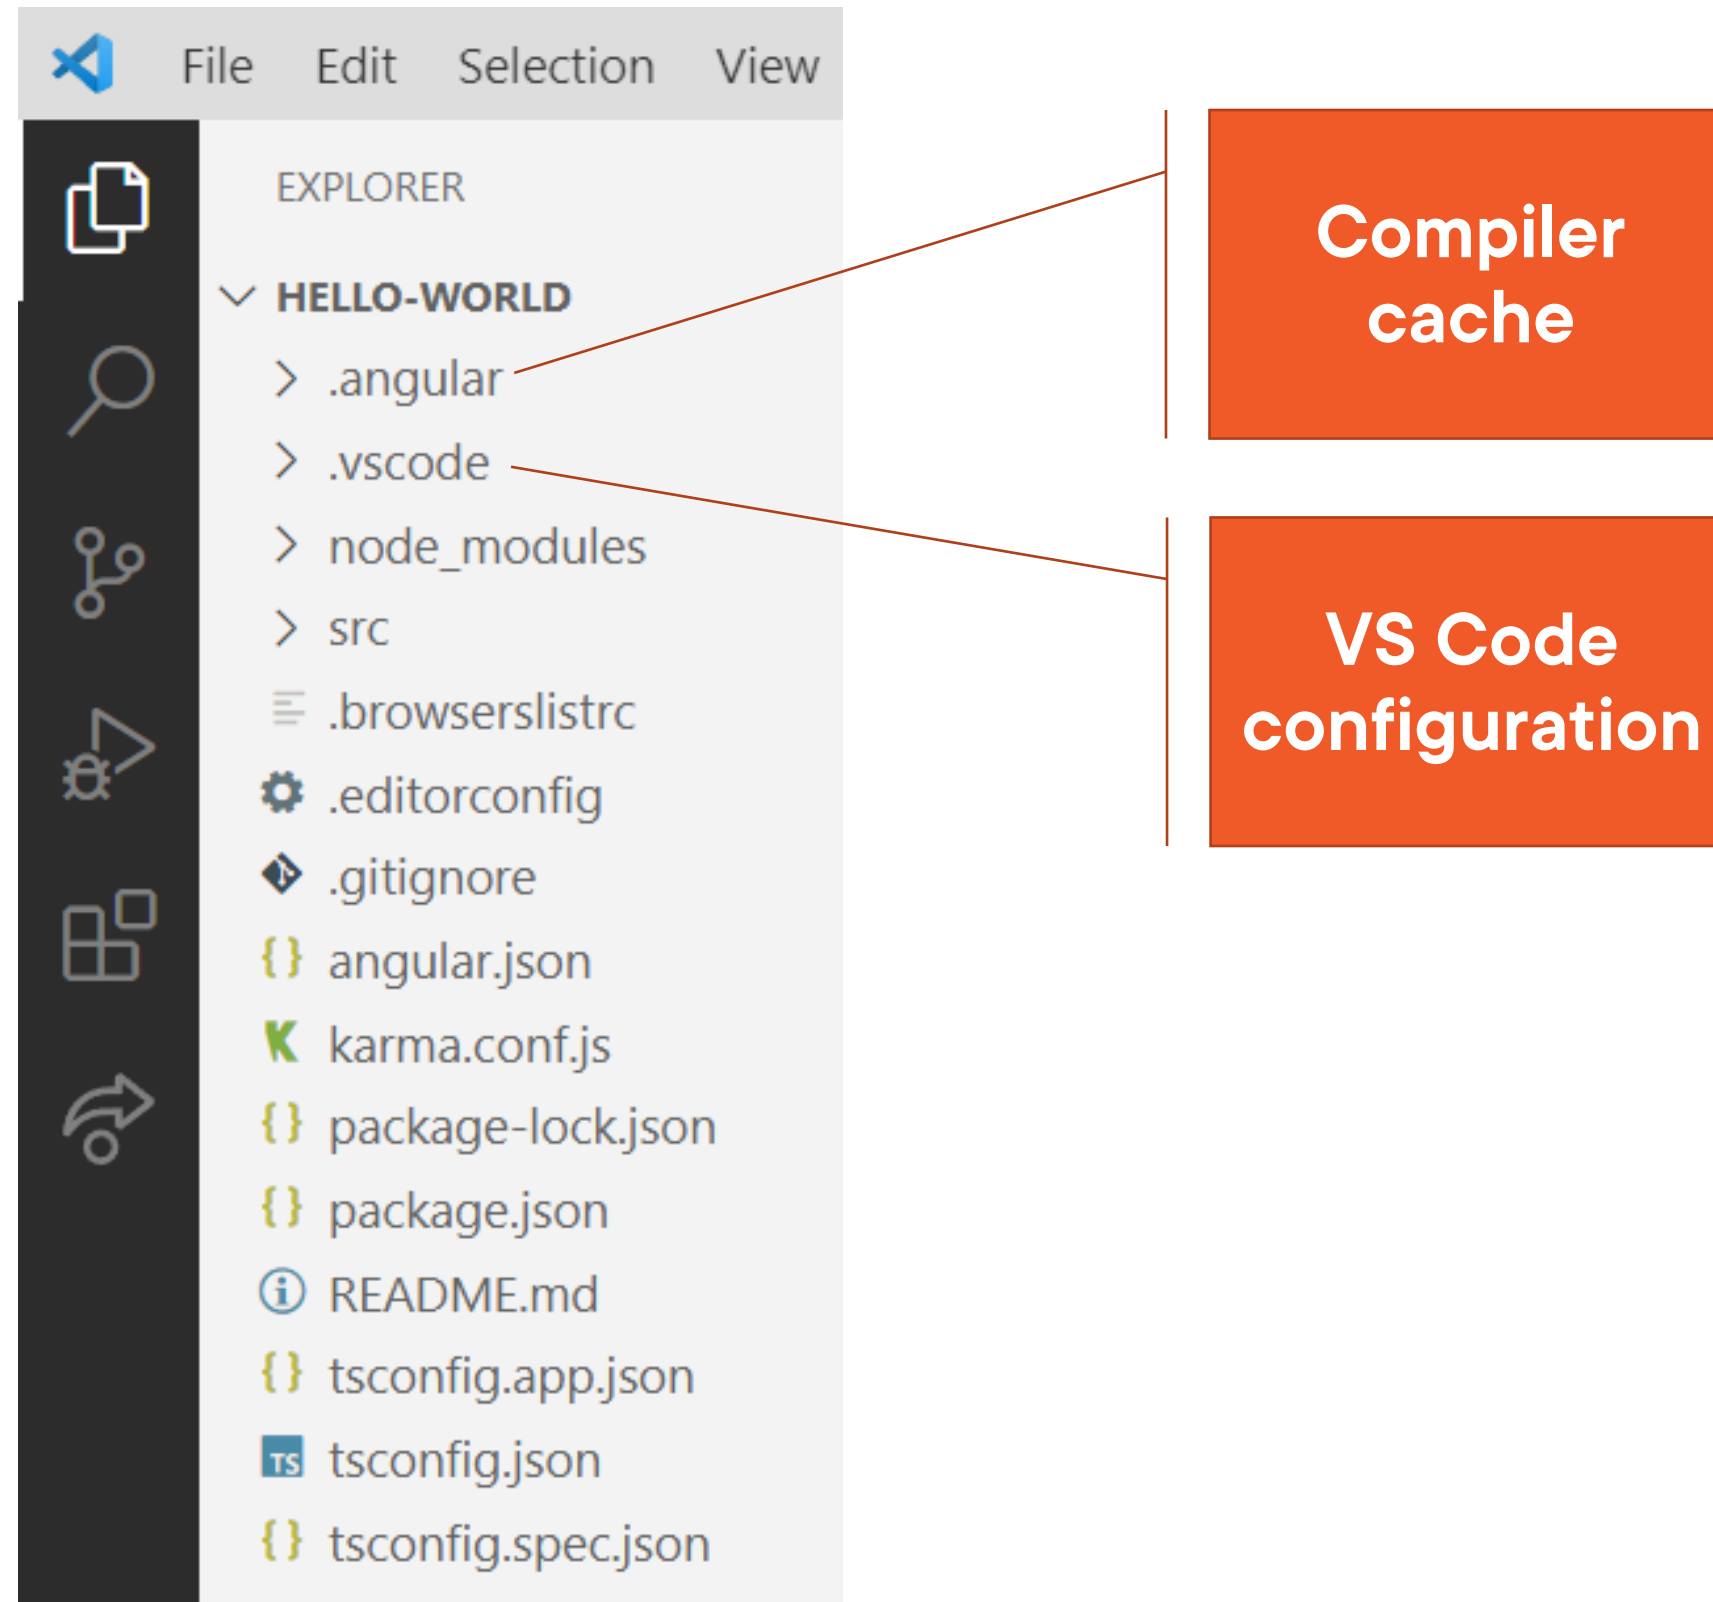 File Edit Selection View
EXPLORER
HELLO-WORLD
.angular
.vscode
node_modules
src
.browserslistrc
.editorconfig
.gitignore
angular.json
karma.conf.js
package-lock.json
package.json
README.md
tsconfig.app.json
TS tsconfig.json
tsconfig.spec.json
Compiler
cache
VS Code
configuration